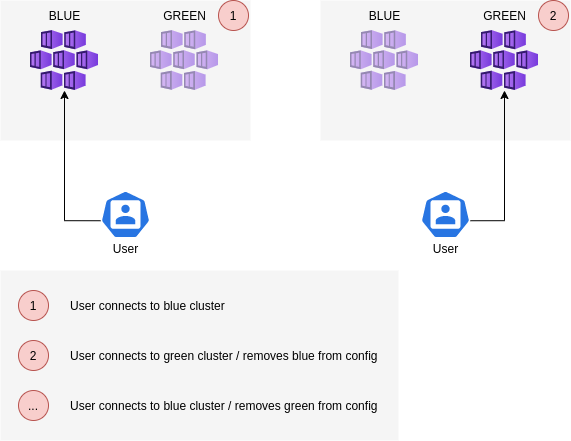 BLUE
GREEN
1
BLUE
GREEN
2
User
User
1
User connects to blue cluster
2
User connects to green cluster / removes blue from config
...
User connects to blue cluster / removes green from config